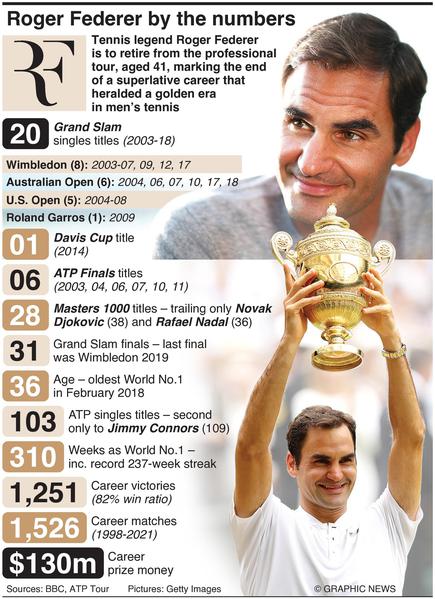 Roger Federer by the numbers
RF
Tennis legend Roger Federer
is to retire from the professional
tour, aged 41, marking the end
of a superlative career that
heralded a golden era
in men’s tennis
20 Grand Slam
singles titles (2003-18)
Wimbledon (8): 2003-07, 09, 12, 17
Australian Open (6): 2004, 06, 07, 10, 17, 18
U.S. Open (5): 2004-08
Roland Garros (1): 2009
01 Davis Cup title
(2014)
06 ATP Finals titles
(2003, 04, 06, 07, 10, 11)
28 Masters 1000 titles – trailing only Novak
Djokovic (38) and Rafael Nadal (36)
31 Grand Slam finals – last final
was Wimbledon 2019
36 Age – oldest World No.1
in February 2018
103 ATP singles titles – second
only to Jimmy Connors (109)
310 Weeks as World No.1 –
inc. record 237-week streak
1,251 Career victories
(82% win ratio)
1,526 Career matches
(1998-2021)
$130m Career
prize money
Sources: BBC, ATP Tour Pictures: Getty Images © GRAPHIC NEWS